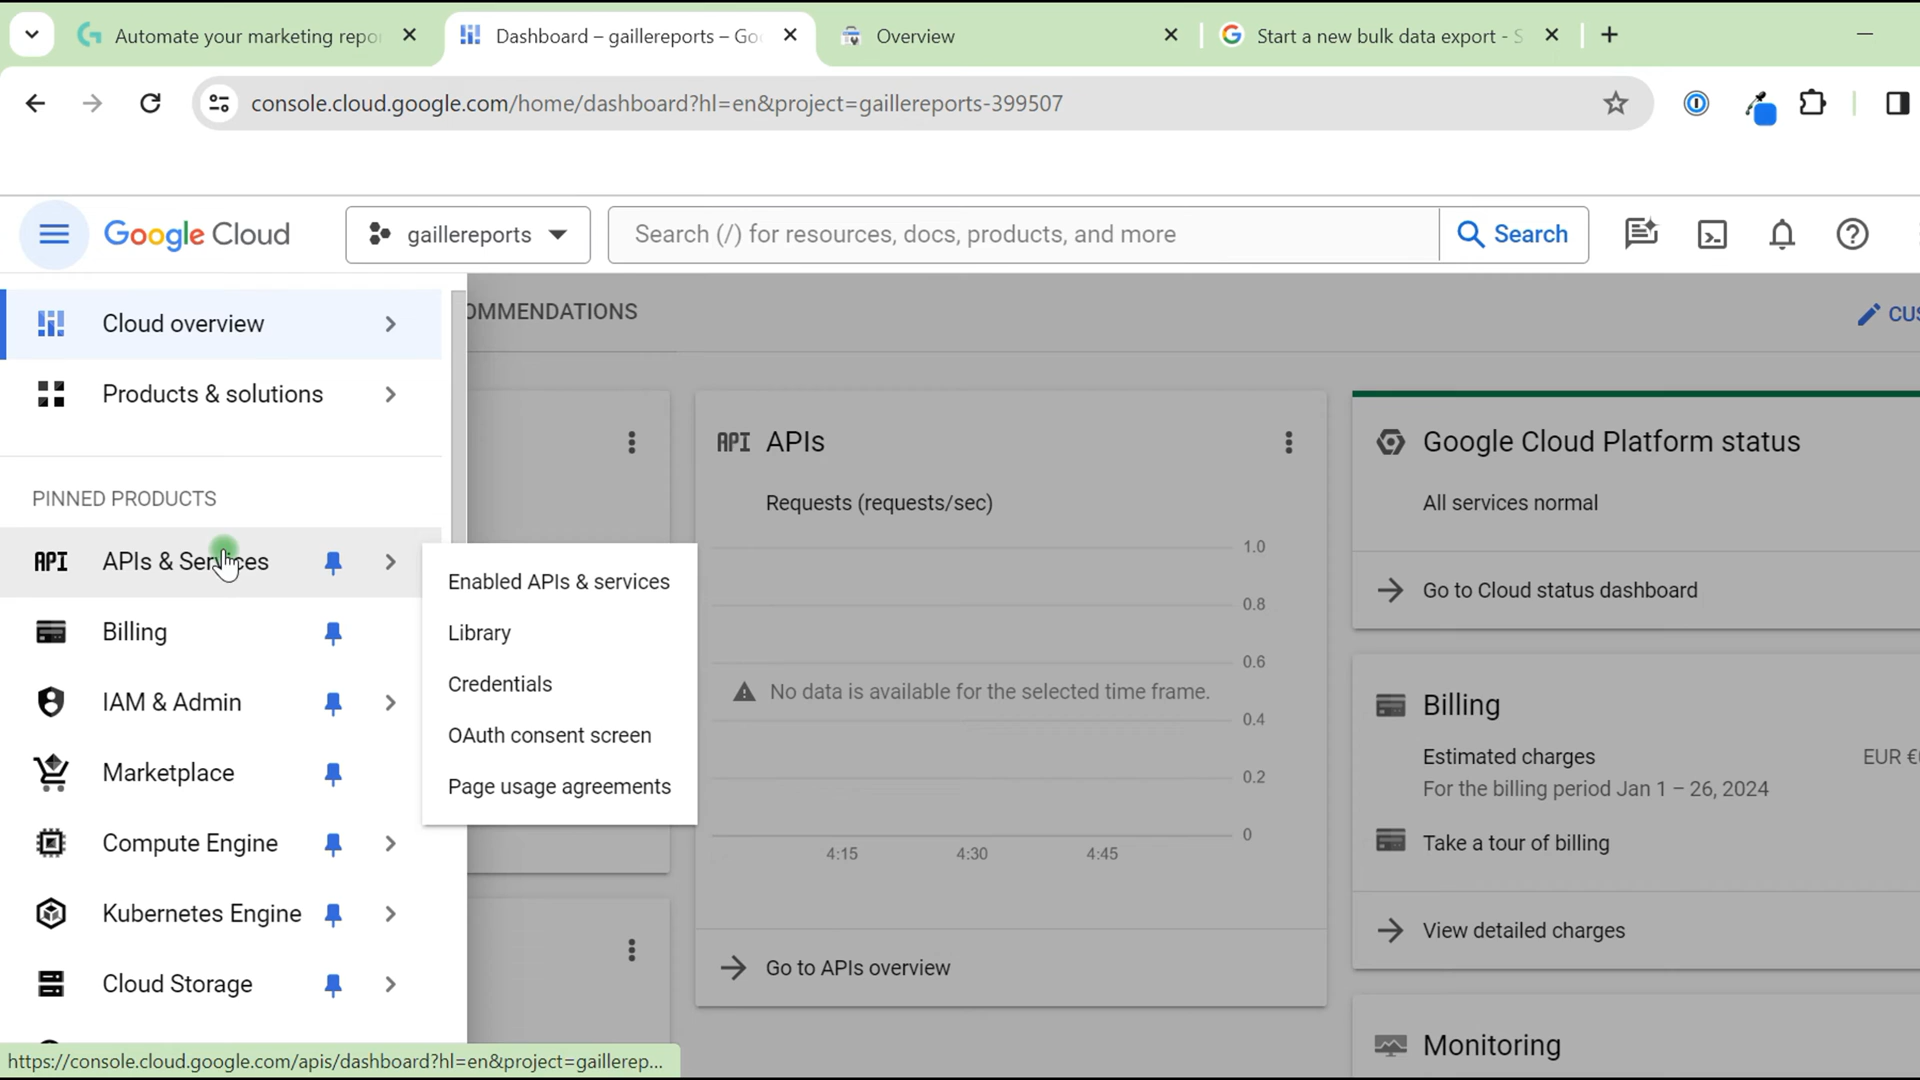 Automate your marketing repo
Dashboard – gaillereports – Go
Overview
Start a new bulk data export - S
console.cloud.google.com/home/dashboard?hl=en&project=gaillereports-399507
Google Cloud
gaillereports
Search (/) for resources, docs, products, and more
Search
Cloud overview
Products & solutions
PINNED PRODUCTS
API APIs & Services
Billing
IAM & Admin
Marketplace
Compute Engine
Kubernetes Engine
Cloud Storage
Enabled APIs & services
Library
Credentials
OAuth consent screen
Page usage agreements
OMMENDATIONS
CUS
API APIs
Requests (requests/sec)
1.0
0.8
0.6
No data is available for the selected time frame.
0.4
0.2
0
4:15 4:30 4:45
Go to APIs overview
Google Cloud Platform status
All services normal
Go to Cloud status dashboard
Billing
Estimated charges EUR €
For the billing period Jan 1 – 26, 2024
Take a tour of billing
View detailed charges
Monitoring
https://console.cloud.google.com/apis/dashboard?hl=en&project=gaillerep...